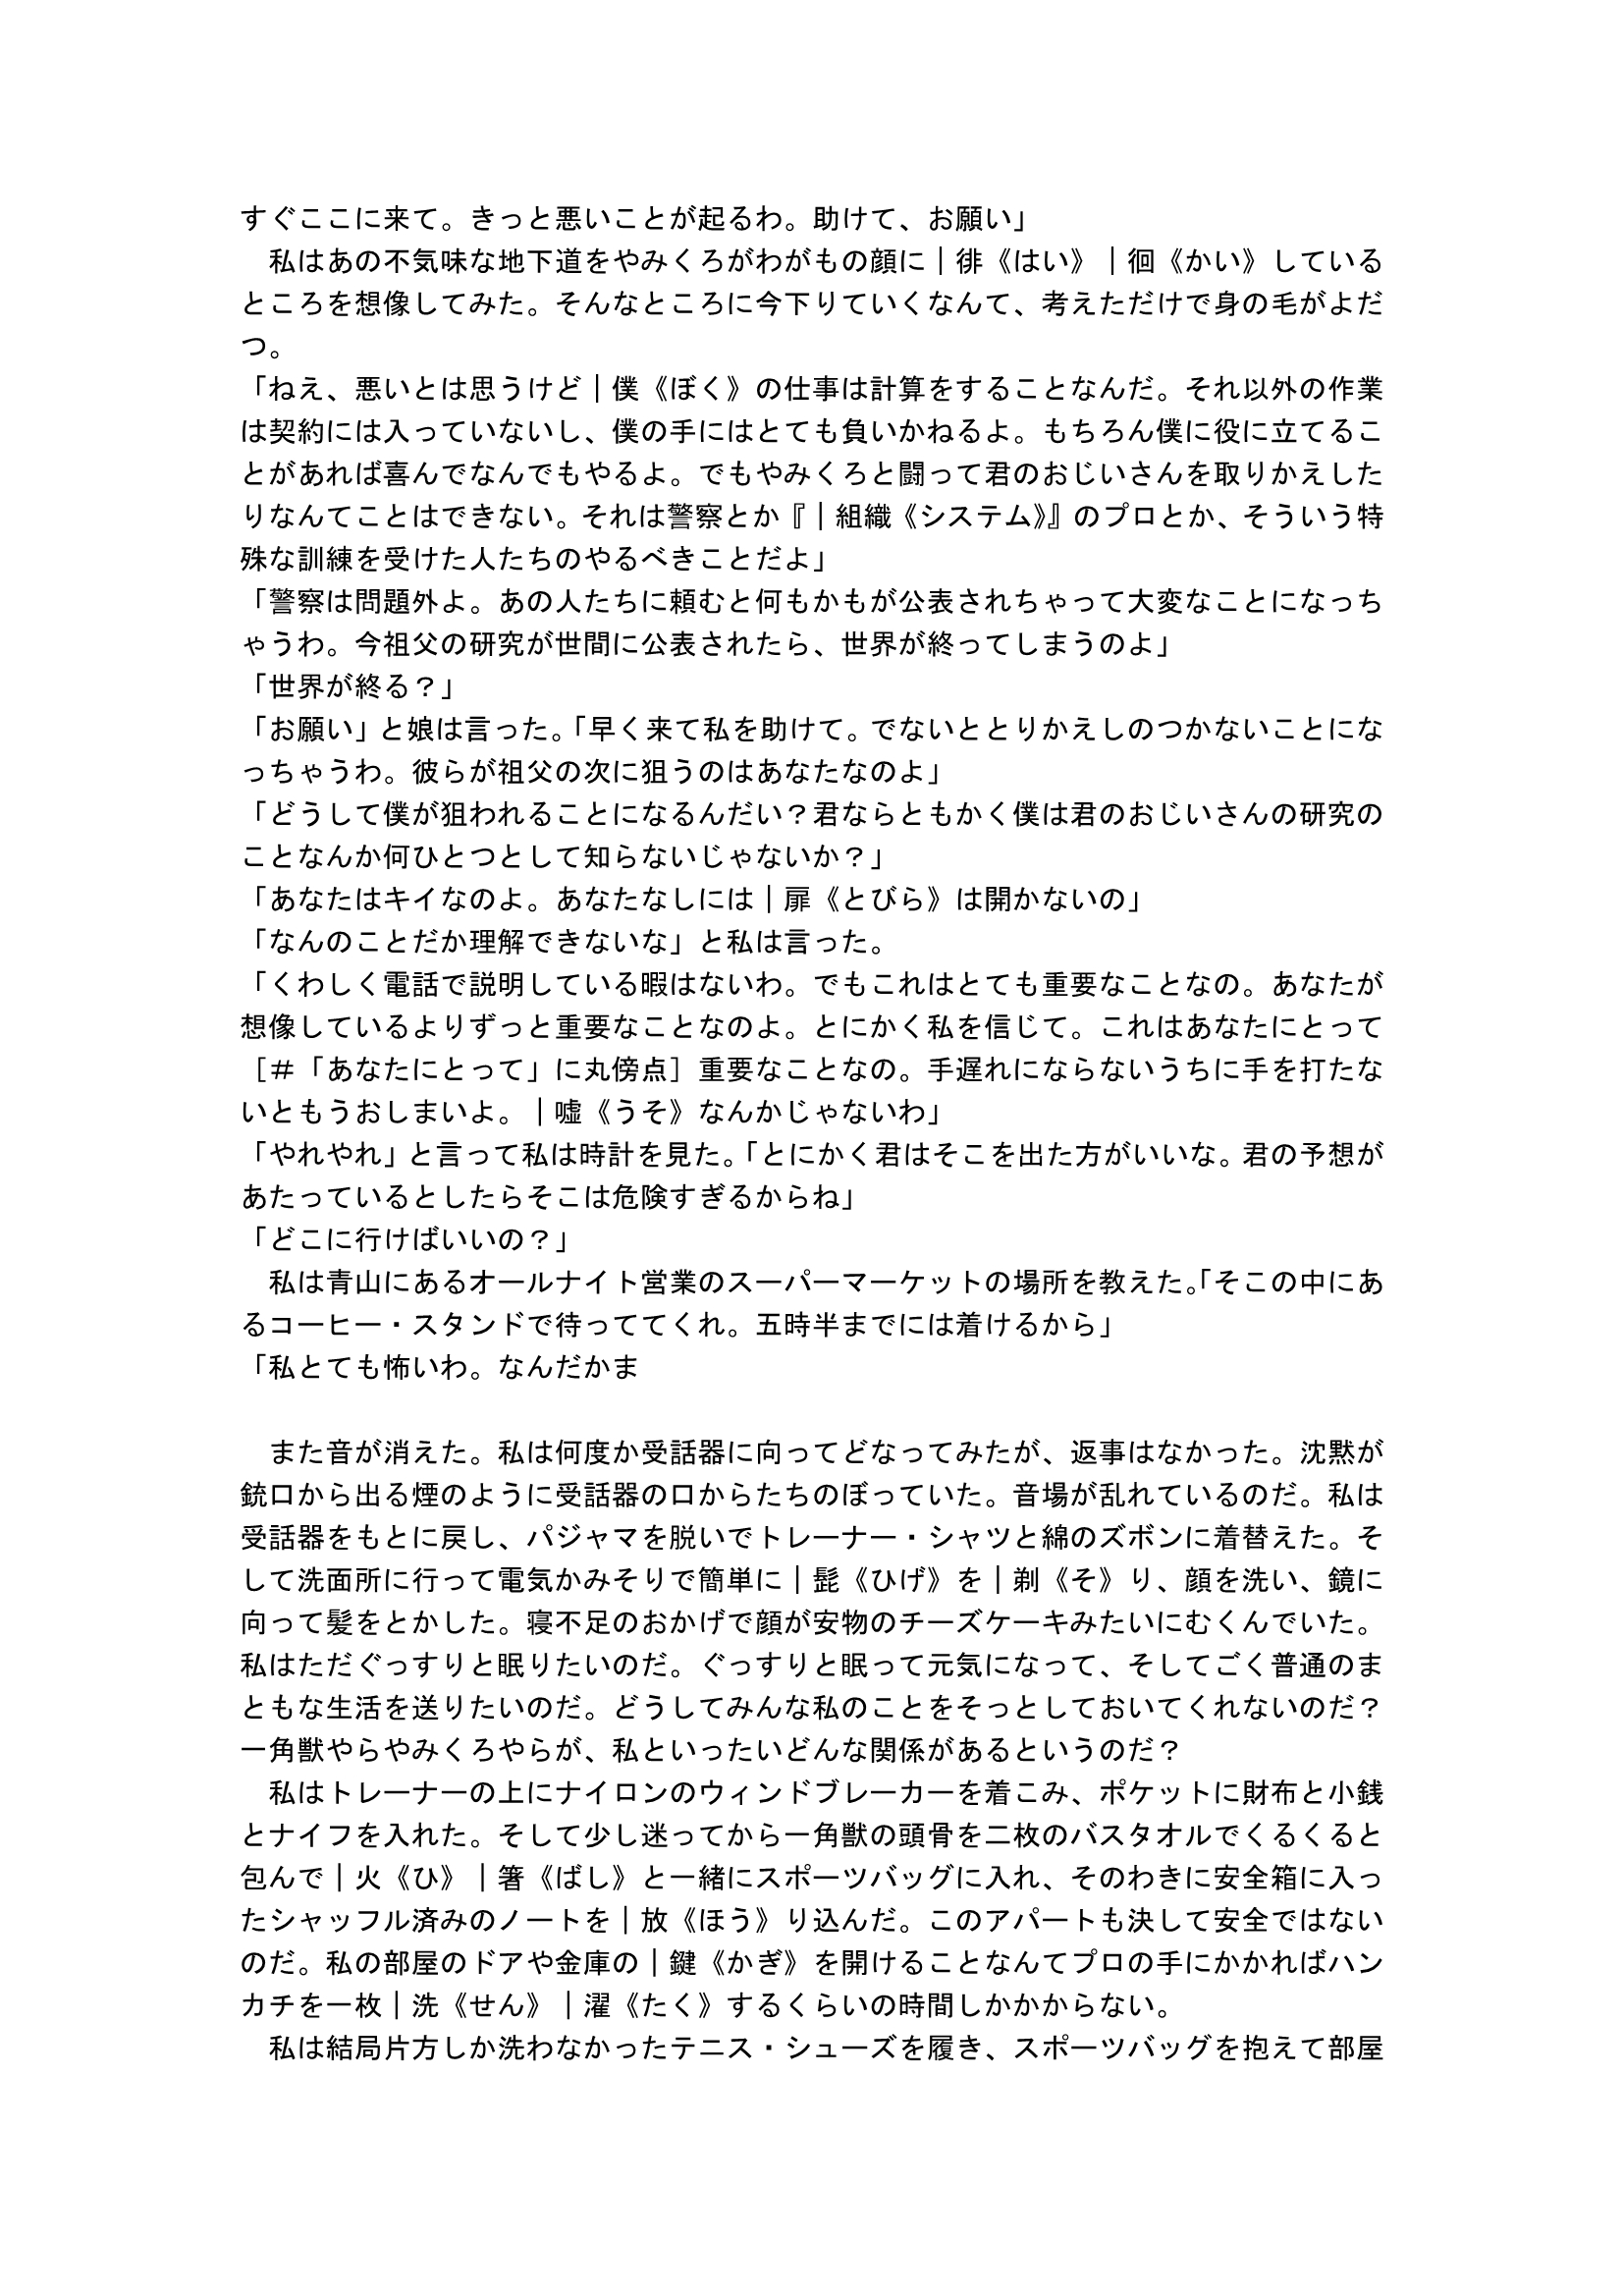 すぐここに来て。きっと悪いことが起るわ。助けて、お願い」
　私はあの不気味な地下道をやみくろがわがもの顔に｜徘《はい》｜徊《かい》している
ところを想像してみた。そんなところに今下りていくなんて、考えただけで身の毛がよだ
つ。
「ねえ、悪いとは思うけど｜僕《ぼく》の仕事は計算をすることなんだ。それ以外の作業
は契約には入っていないし、僕の手にはとても負いかねるよ。もちろん僕に役に立てるこ
とがあれば喜んでなんでもやるよ。でもやみくろと闘って君のおじいさんを取りかえした
りなんてことはできない。それは警察とか『｜組織《システム》』のプロとか、そういう特
殊な訓練を受けた人たちのやるべきことだよ」
「警察は問題外よ。あの人たちに頼むと何もかもが公表されちゃって大変なことになっち
ゃうわ。今祖父の研究が世間に公表されたら、世界が終ってしまうのよ」
「世界が終る？」
「お願い」と娘は言った。「早く来て私を助けて。でないととりかえしのつかないことにな
っちゃうわ。彼らが祖父の次に狙うのはあなたなのよ」
「どうして僕が狙われることになるんだい？君ならともかく僕は君のおじいさんの研究の
ことなんか何ひとつとして知らないじゃないか？」
「あなたはキイなのよ。あなたなしには｜扉《とびら》は開かないの」
「なんのことだか理解できないな」と私は言った。
「くわしく電話で説明している暇はないわ。でもこれはとても重要なことなの。あなたが
想像しているよりずっと重要なことなのよ。とにかく私を信じて。これはあなたにとって
［＃「あなたにとって」に丸傍点］重要なことなの。手遅れにならないうちに手を打たな
いともうおしまいよ。｜嘘《うそ》なんかじゃないわ」
「やれやれ」と言って私は時計を見た。「とにかく君はそこを出た方がいいな。君の予想が
あたっているとしたらそこは危険すぎるからね」
「どこに行けばいいの？」
　私は青山にあるオールナイト営業のスーパーマーケットの場所を教えた。「そこの中にあ
るコーヒー・スタンドで待っててくれ。五時半までには着けるから」
「私とても怖いわ。なんだかま

　また音が消えた。私は何度か受話器に向ってどなってみたが、返事はなかった。沈黙が
銃口から出る煙のように受話器の口からたちのぼっていた。音場が乱れているのだ。私は
受話器をもとに戻し、パジャマを脱いでトレーナー・シャツと綿のズボンに着替えた。そ
して洗面所に行って電気かみそりで簡単に｜髭《ひげ》を｜剃《そ》り、顔を洗い、鏡に
向って髪をとかした。寝不足のおかげで顔が安物のチーズケーキみたいにむくんでいた。
私はただぐっすりと眠りたいのだ。ぐっすりと眠って元気になって、そしてごく普通のま
ともな生活を送りたいのだ。どうしてみんな私のことをそっとしておいてくれないのだ？
一角獣やらやみくろやらが、私といったいどんな関係があるというのだ？
　私はトレーナーの上にナイロンのウィンドブレーカーを着こみ、ポケットに財布と小銭
とナイフを入れた。そして少し迷ってから一角獣の頭骨を二枚のバスタオルでくるくると
包んで｜火《ひ》｜箸《ばし》と一緒にスポーツバッグに入れ、そのわきに安全箱に入っ
たシャッフル済みのノートを｜放《ほう》り込んだ。このアパートも決して安全ではない
のだ。私の部屋のドアや金庫の｜鍵《かぎ》を開けることなんてプロの手にかかればハン
カチを一枚｜洗《せん》｜濯《たく》するくらいの時間しかかからない。
　私は結局片方しか洗わなかったテニス・シューズを履き、スポーツバッグを抱えて部屋